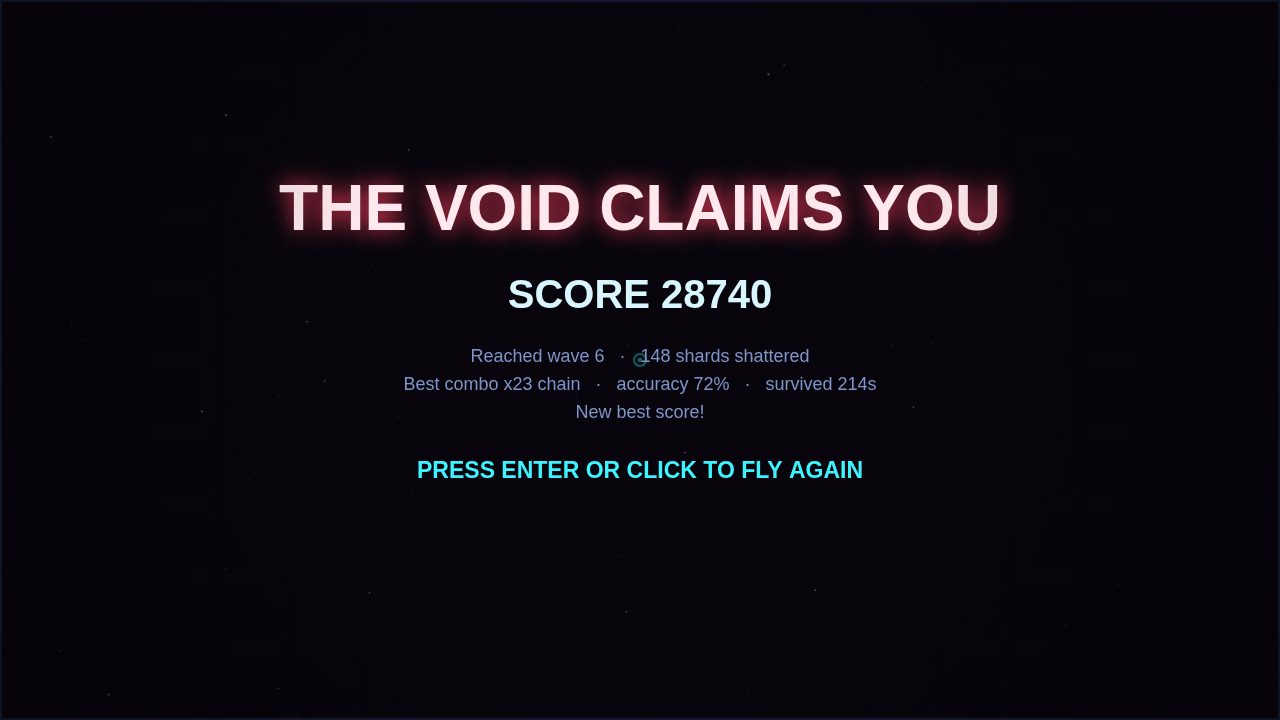 THE VOID CLAIMS YOU
SCORE 28740
Reached wave 6 · 148 shards shattered
Best combo x23 chain · accuracy 72% · survived 214s
New best score!
PRESS ENTER OR CLICK TO FLY AGAIN